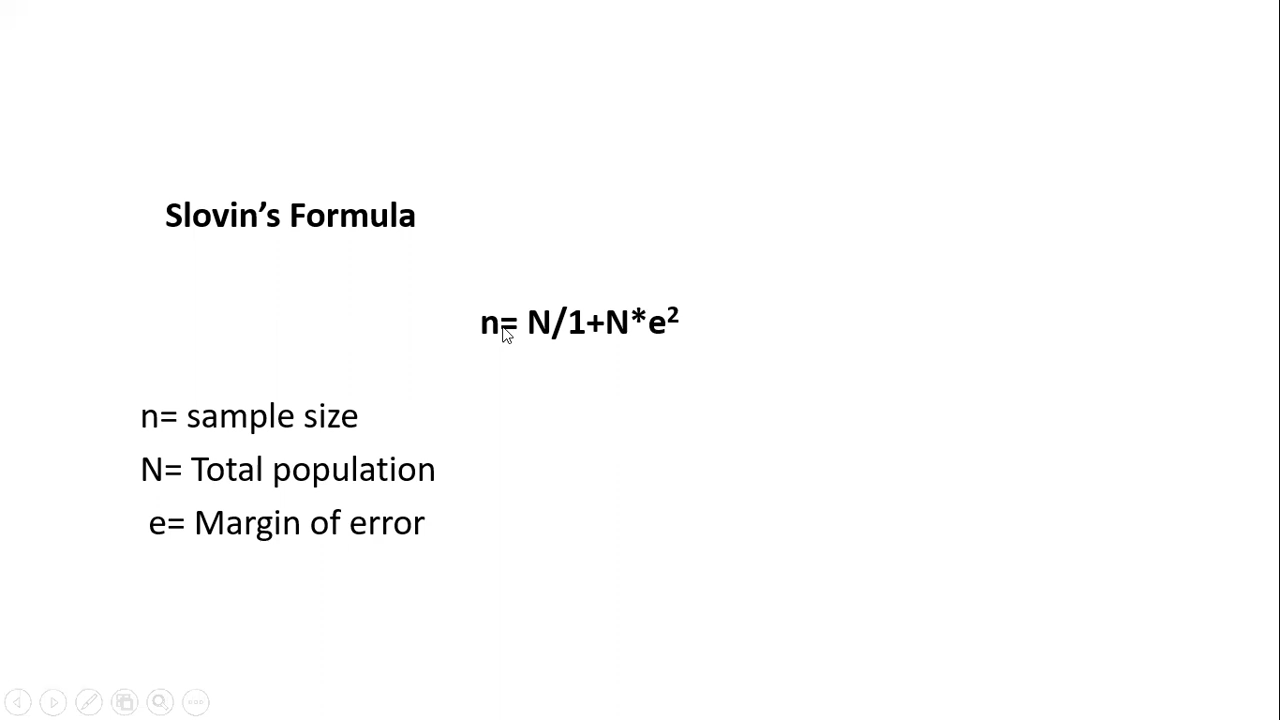 Slovin’s Formula
n= N/1+N*e²
n= sample size
N= Total population
e= Margin of error